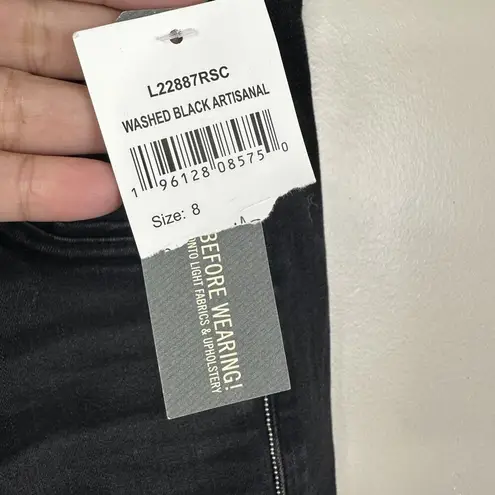 L22887RSC
WASHED BLACK ARTISANAL
1 96128 08575 0
Size: 8
BEFORE WEARING!
ONTO LIGHT FABRICS & UPHOLSTERY